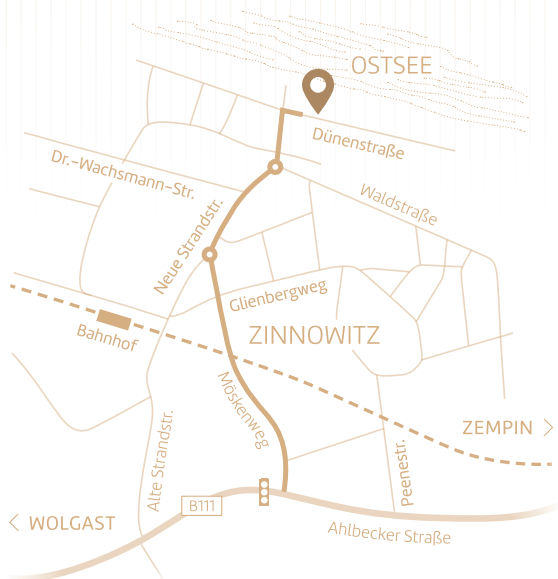 OSTSEE
Dünenstraße
Dr.-Wachsmann-Str.
Waldstraße
Neue Strandstr.
Glienbergweg
ZINNOWITZ
Bahnhof
Möskenweg
Alte Strandstr.
Peenestr.
ZEMPIN
B111
WOLGAST
Ahlbecker Straße